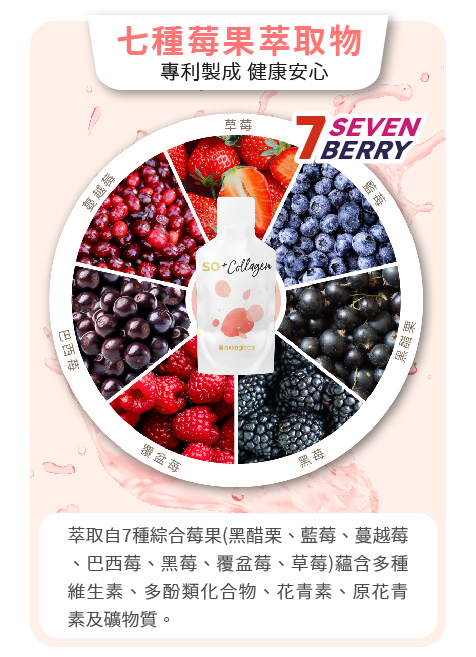 七種莓果萃取物
專利製成 健康安心
7 SEVEN
BERRY
草莓
藍莓
黑醋栗
黑莓
覆盆莓
巴西莓
蔓越莓
SO+Collagen
萃取自7種綜合莓果(黑醋栗、藍莓、蔓越莓
、巴西莓、黑莓、覆盆莓、草莓)蘊含多種
維生素、多酚類化合物、花青素、原花青
素及礦物質。